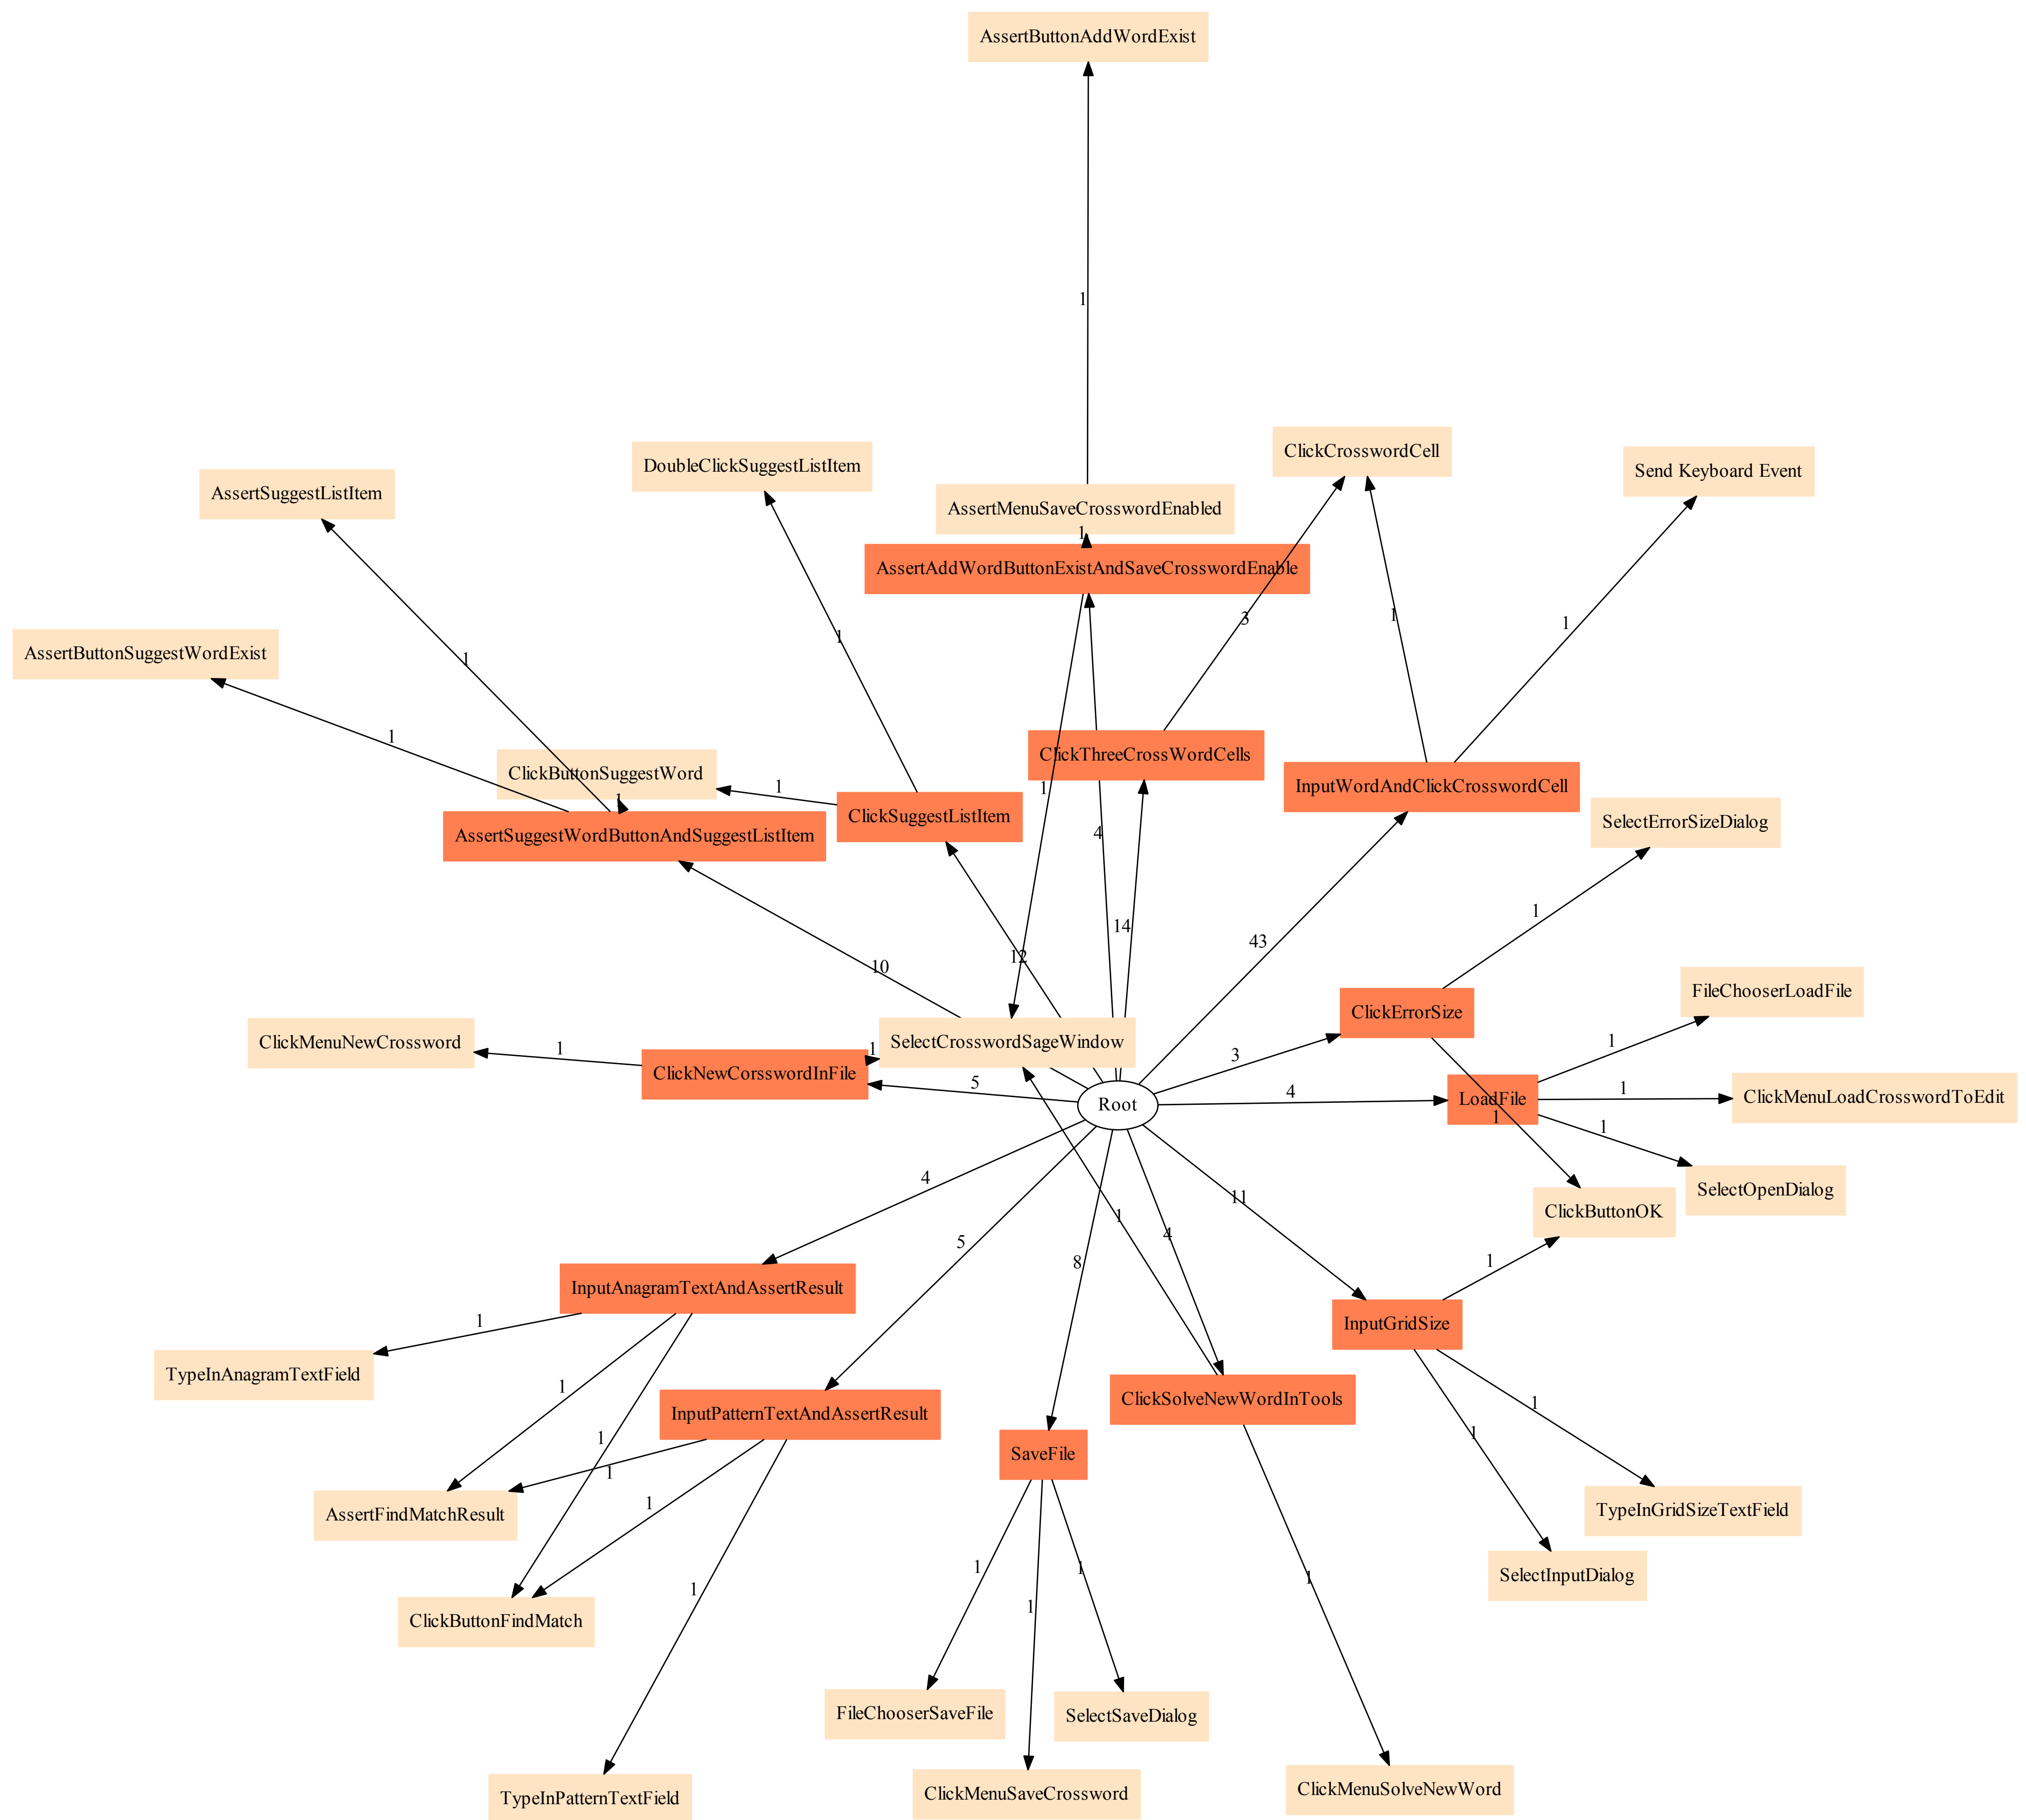 AssertButtonAddWordExist
1
ClickCrosswordCell
DoubleClickSuggestListItem
Send Keyboard Event
AssertSuggestListItem
AssertMenuSaveCrosswordEnabled
1
AssertAddWordButtonExistAndSaveCrosswordEnable
1
3
1
1
AssertButtonSuggestWordExist
1
1
ClickThreeCrossWordCells
ClickButtonSuggestWord
1
1
InputWordAndClickCrosswordCell
1
ClickSuggestListItem
SelectErrorSizeDialog
AssertSuggestWordButtonAndSuggestListItem
4
1
14
43
12
10
FileChooserLoadFile
ClickErrorSize
ClickMenuNewCrossword
SelectCrosswordSageWindow
1
1
1
3
ClickNewCorsswordInFile
5
4
1
ClickMenuLoadCrosswordToEdit
Root
LoadFile
1
1
4
SelectOpenDialog
11
1
ClickButtonOK
4
5
8
1
InputAnagramTextAndAssertResult
1
InputGridSize
TypeInAnagramTextField
1
ClickSolveNewWordInTools
1
InputPatternTextAndAssertResult
1
1
SaveFile
1
1
TypeInGridSizeTextField
AssertFindMatchResult
1
1
1
SelectInputDialog
1
1
1
ClickButtonFindMatch
FileChooserSaveFile
SelectSaveDialog
ClickMenuSolveNewWord
ClickMenuSaveCrossword
TypeInPatternTextField